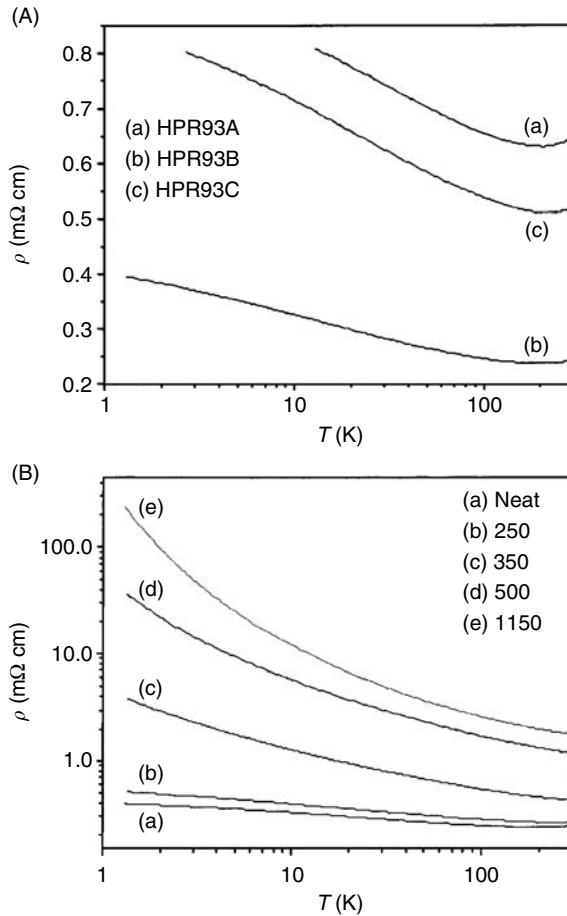 (A)
0.8
0.7
0.6
0.5
0.4
0.3
0.2
ρ (mΩ cm)
(a) HPR93A
(b) HPR93B
(c) HPR93C
(a)
(c)
(b)
1
10
100
T (K)
(B)
100.0
10.0
1.0
ρ (mΩ cm)
(a) Neat
(b) 250
(c) 350
(d) 500
(e) 1150
(e)
(d)
(c)
(b)
(a)
1
10
100
T (K)